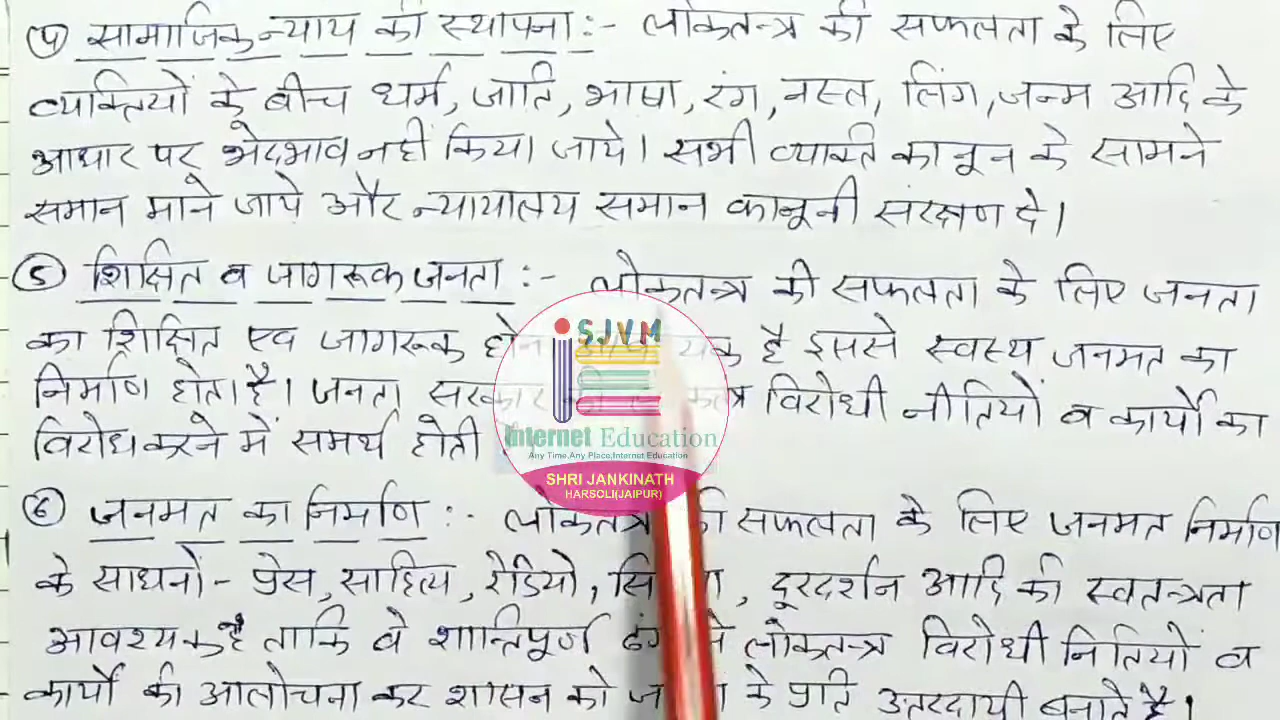 ④ सामाजिक न्याय की स्थापना :- लोकतन्त्र की सफलता के लिए
व्यक्तियों के बीच धर्म, जाति, भाषा, रंग, नस्ल, लिंग, जन्म आदि के
आधार पर भेदभाव नहीं किया जाये। सभी व्यक्ति कानून के सामने
समान माने जाये और न्यायालय समान कानूनी संरक्षण दे।
⑤ शिक्षित व जागरूक जनता :- लोकतन्त्र की सफलता के लिए जनता
का शिक्षित एव जागरूक है इससे स्वस्थ जनमत का
निर्माण होता है। जनता सरकार विरोधी नीतियों व कार्यों का
विरोध करने में समर्थ होती
SJVM
Internet Education
Any Time,Any Place,Internet Education
SHRI JANKINATH
HARSOLI(JAIPUR)
⑥ जनमत का निर्माण :- लोकतन्त्र की सफलता के लिए जनमत निर्माण
के साधनों - प्रेस, साहित्य, रेडियो, दूरदर्शन आदि की स्वतन्त्रता
आवश्यक है ताकि वे शान्तिपूर्ण लोकतन्त्र विरोधी नितियों व
कार्यों की आलोचना कर शासन को के प्रति उत्तरदायी बनाते है।